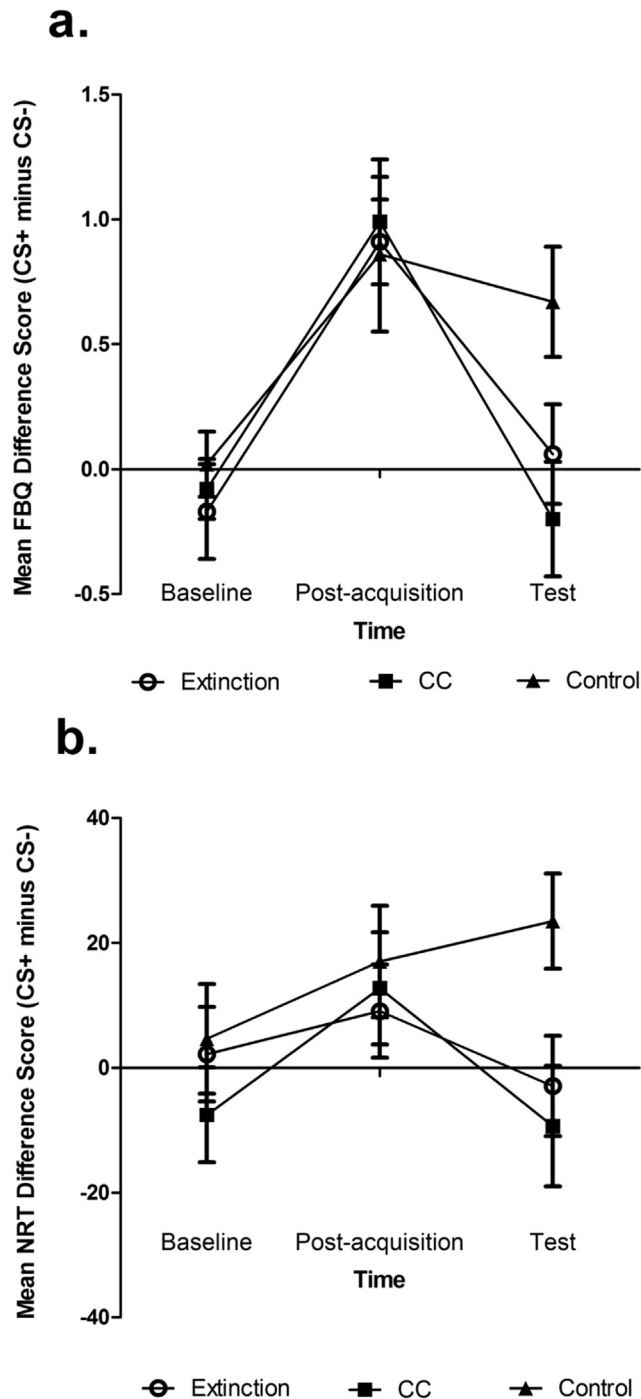 a.
Mean FBQ Difference Score (CS+ minus CS-)
1.5
1.0
0.5
0.0
-0.5
Baseline Post-acquisition Test
Time
Extinction CC Control
b.
Mean NRT Difference Score (CS+ minus CS-)
40
20
0
-20
-40
Baseline Post-acquisition Test
Time
Extinction CC Control